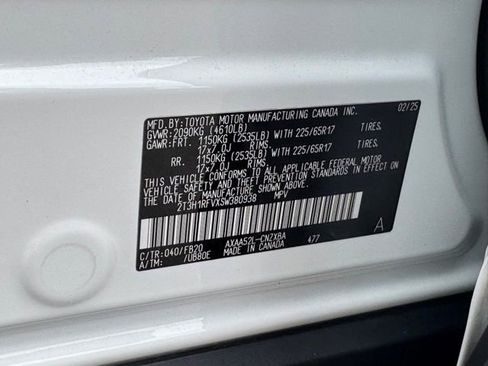 MFD.BY:TOYOTA MOTOR MANUFACTURING CANADA INC. 02/25
GVWR:2090KG (4610LB)
GAWR:FRT. 1150KG (2535LB) WITH 225/65R17 TIRES.
17x7.0J RIMS.
RR. 1150KG (2535LB) WITH 225/65R17 TIRES.
17x7.0J RIMS.
THIS VEHICLE CONFORMS TO ALL APPLICABLE FEDERAL MOTOR
VEHICLE SAFETY AND BUMPER STANDARDS IN EFFECT ON THE DATE OF
MANUFACTURE SHOWN ABOVE.
2T3H1RFVXSW380938 MPV
A
C/TR:040/FB20 AXAA52L-CNZXBA 477
A/TM: /UB80E MADE IN CANADA